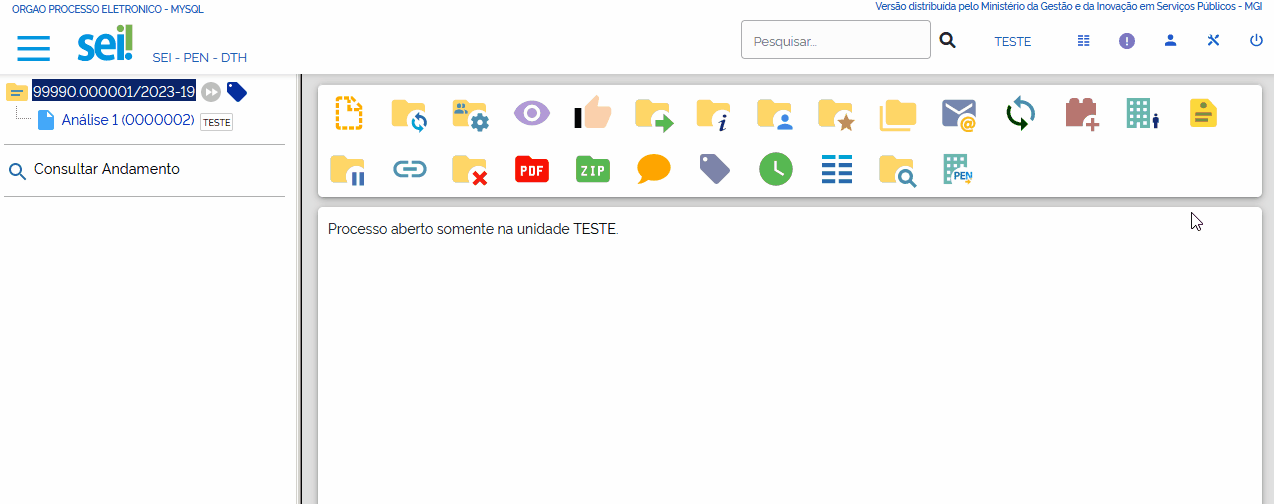 ORGAO PROCESSO ELETRONICO - MYSQL
Versão distribuída pelo Ministério da Gestão e da Inovação em Serviços Públicos - MGI
sei!
SEI - PEN - DTH
Pesquisar...
TESTE
99990.000001/2023-19
Análise 1 (0000002)
TESTE
Consultar Andamento
i
@
PDF
ZIP
PEN
Processo aberto somente na unidade TESTE.